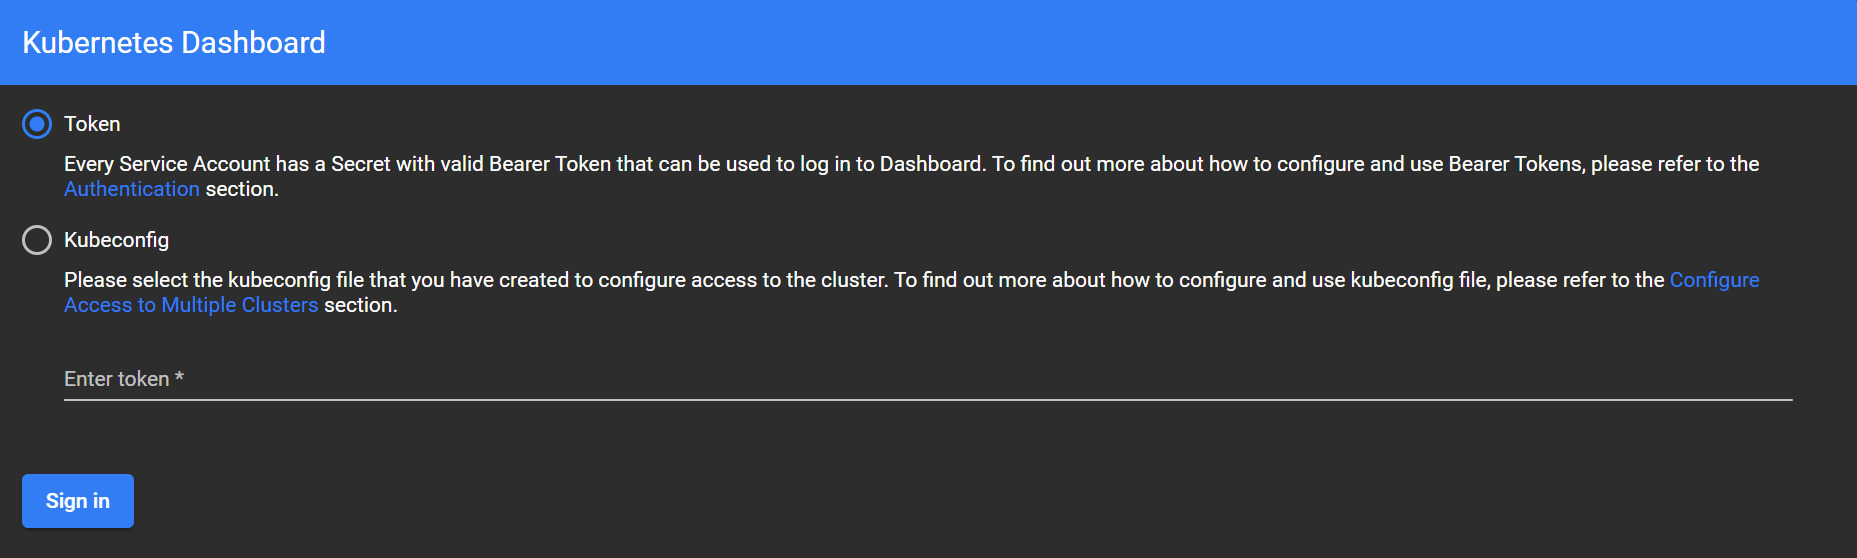 Kubernetes Dashboard
Token
Every Service Account has a Secret with valid Bearer Token that can be used to log in to Dashboard. To find out more about how to configure and use Bearer Tokens, please refer to the
Authentication section.
Kubeconfig
Please select the kubeconfig file that you have created to configure access to the cluster. To find out more about how to configure and use kubeconfig file, please refer to the Configure
Access to Multiple Clusters section.
Enter token *
Sign in